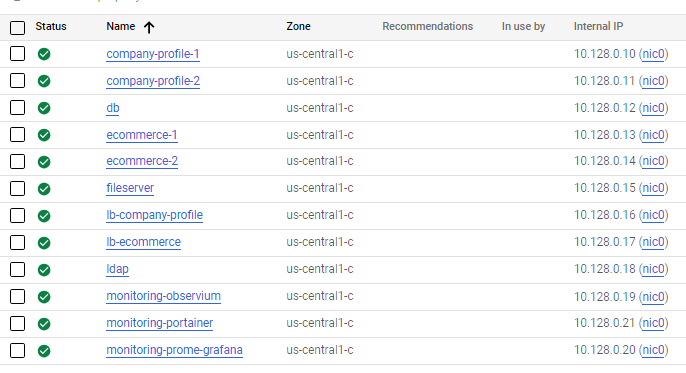 Status Name Zone Recommendations In use by Internal IP
company-profile-1 us-central1-c 10.128.0.10 (nic0)
company-profile-2 us-central1-c 10.128.0.11 (nic0)
db us-central1-c 10.128.0.12 (nic0)
ecommerce-1 us-central1-c 10.128.0.13 (nic0)
ecommerce-2 us-central1-c 10.128.0.14 (nic0)
fileserver us-central1-c 10.128.0.15 (nic0)
lb-company-profile us-central1-c 10.128.0.16 (nic0)
lb-ecommerce us-central1-c 10.128.0.17 (nic0)
ldap us-central1-c 10.128.0.18 (nic0)
monitoring-observium us-central1-c 10.128.0.19 (nic0)
monitoring-portainer us-central1-c 10.128.0.21 (nic0)
monitoring-prome-grafana us-central1-c 10.128.0.20 (nic0)